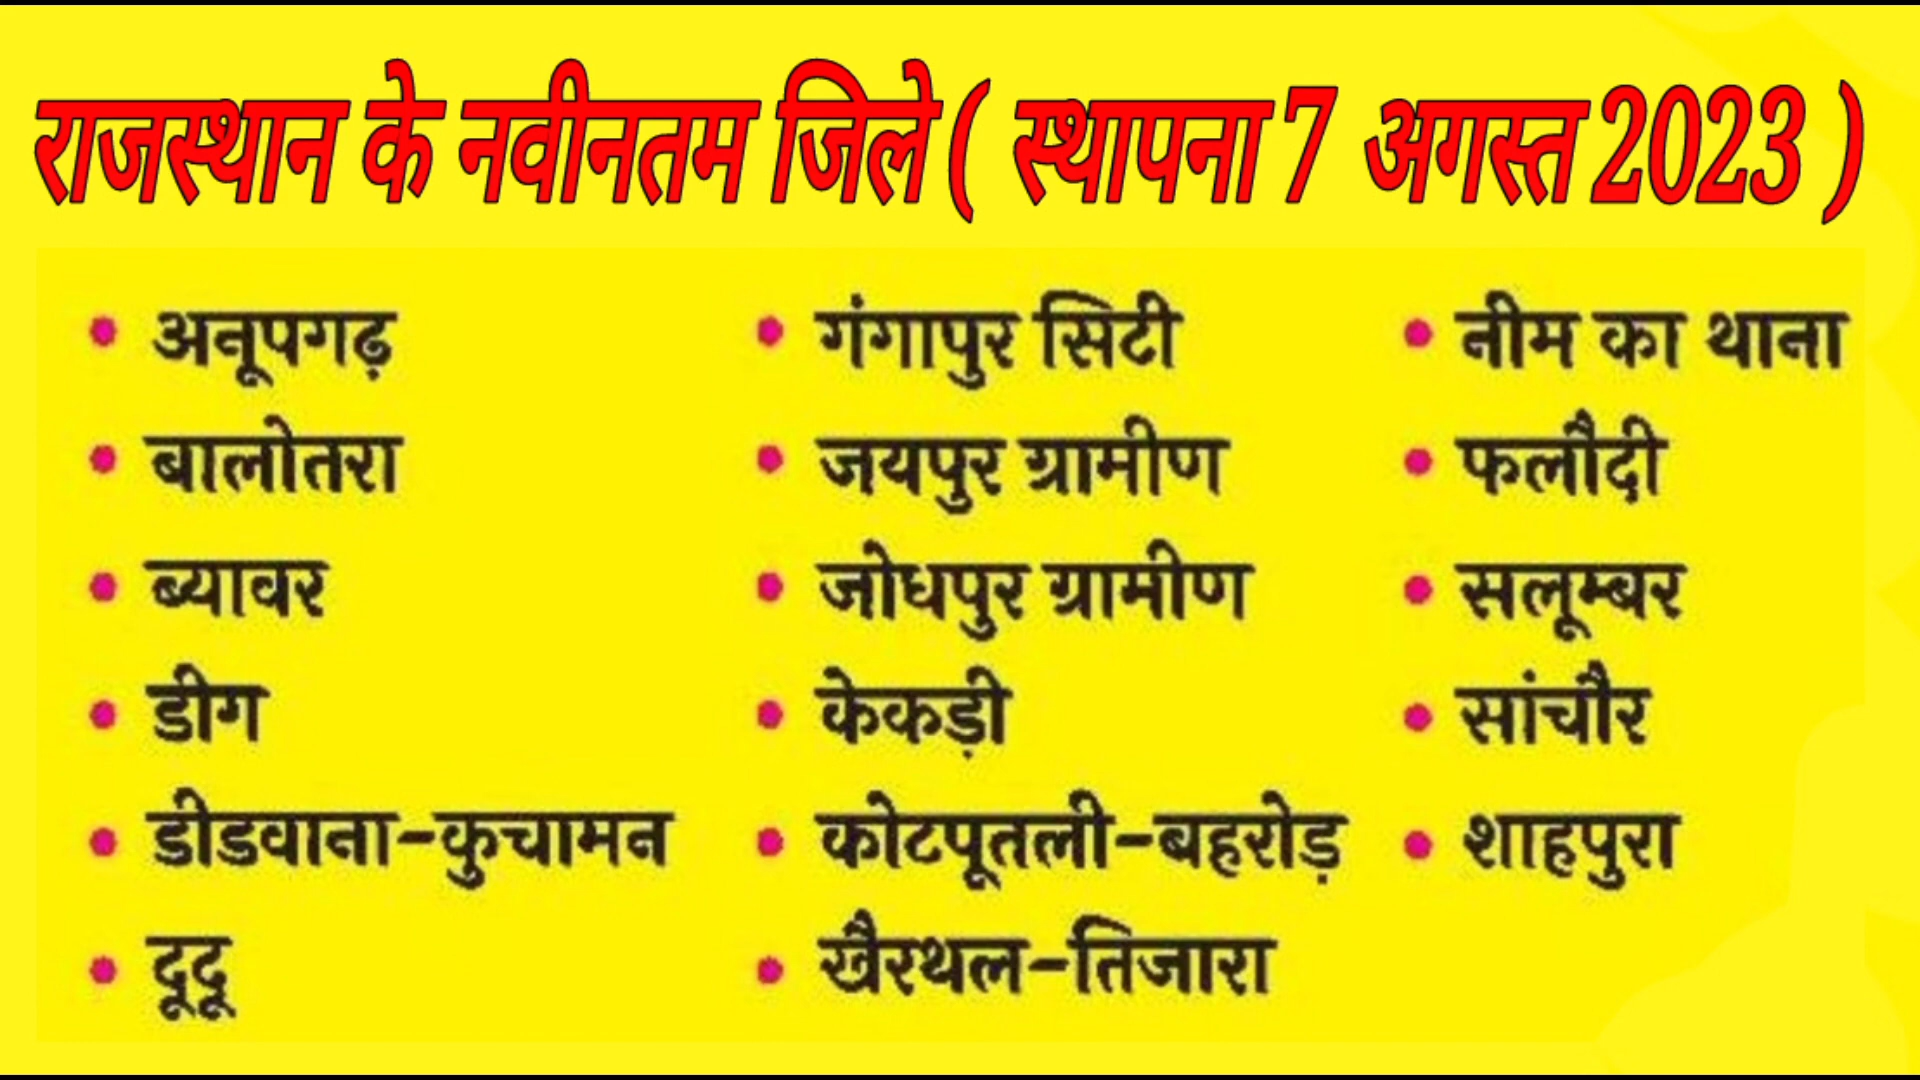 राजस्थान के नवीनतम जिले ( स्थापना 7 अगस्त 2023 )
• अनूपगढ़
• बालोतरा
• ब्यावर
• डीग
• डीडवाना-कुचामन
• दूदू
• गंगापुर सिटी
• जयपुर ग्रामीण
• जोधपुर ग्रामीण
• केकड़ी
• कोटपूतली-बहरोड़
• खैरथल-तिजारा
• नीम का थाना
• फलौदी
• सलूम्बर
• सांचौर
• शाहपुरा